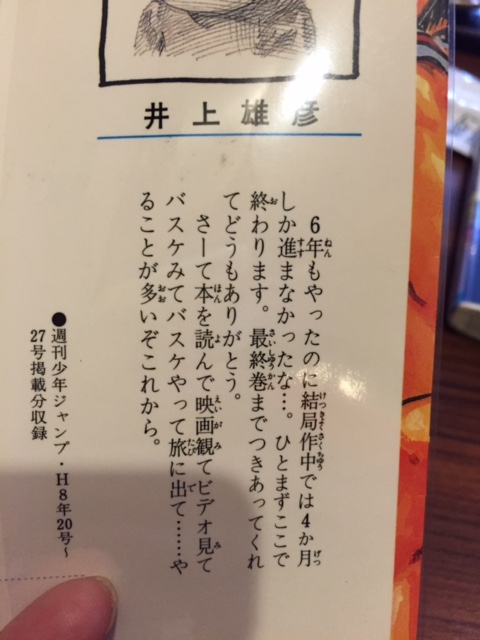 井上雄彦
6年もやったのに結局作中では4か月
しか進まなかったな…。ひとまずここで
終わります。最終巻までつきあってくれ
てどうもありがとう。
さーて本を読んで映画観てビデオ見て
バスケみてバスケやって旅に出て……や
ることが多いぞこれから。
●週刊少年ジャンプ・H8年20号〜
27号掲載分収録